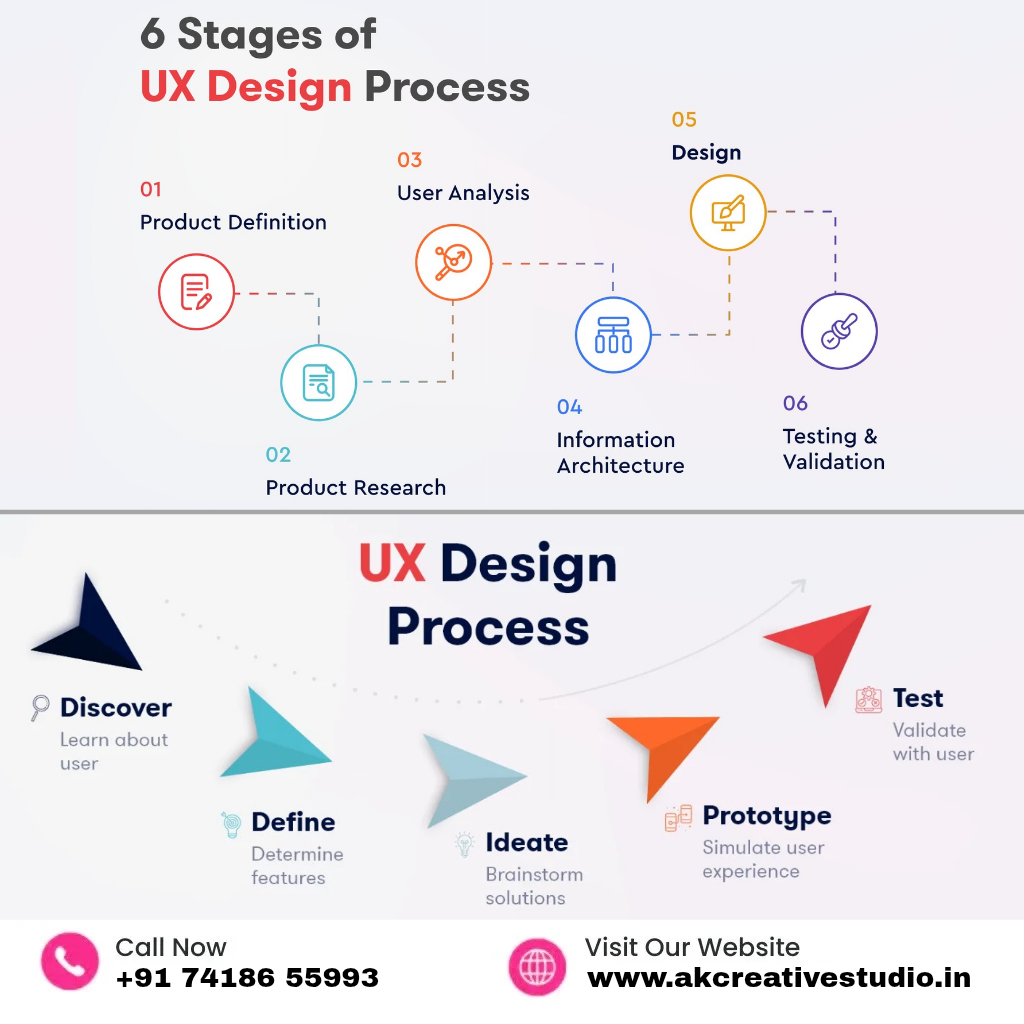 6 Stages of
UX Design Process
01
Product Definition
02
Product Research
03
User Analysis
04
Information
Architecture
05
Design
06
Testing &
Validation
UX Design
Process
Discover
Learn about
user
Define
Determine
features
Ideate
Brainstorm
solutions
Prototype
Simulate user
experience
Test
Validate
with user
Call Now
+91 74186 55993
Visit Our Website
www.akcreativestudio.in